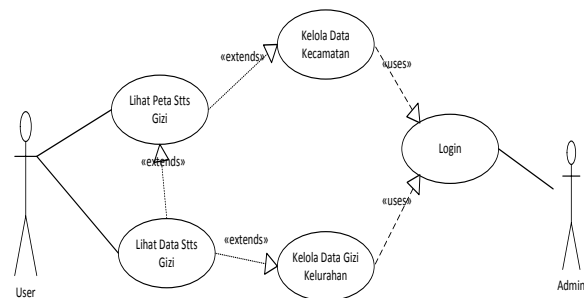 Kelola Data
Kecamatan
«extends»
«uses»
Lihat Peta Stts
Gizi
Login
«extends»
«uses»
«extends»
Lihat Data Stts
Gizi
Kelola Data Gizi
Kelurahan
User
Admin